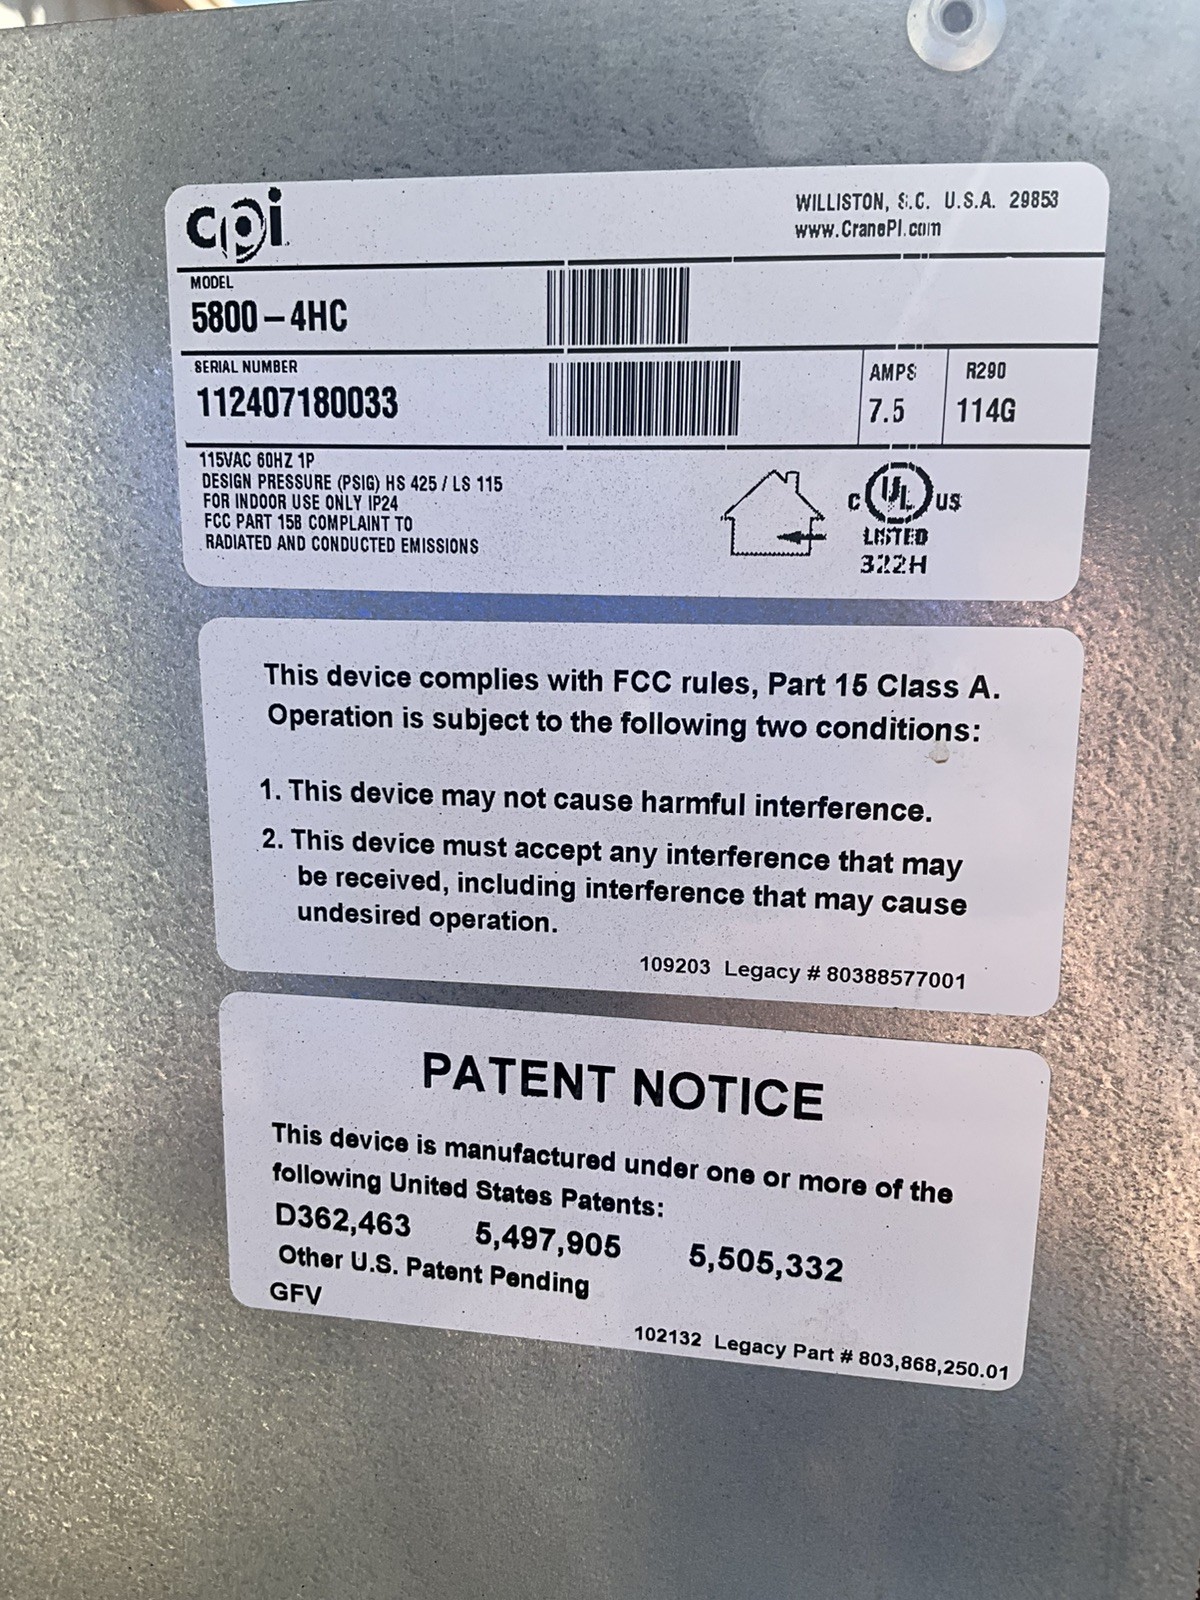 cpi
WILLISTON, S.C. U.S.A. 29853
www.CranePI.com
MODEL
5800-4HC
SERIAL NUMBER
112407180033
AMPS
7.5
R290
114G
115VAC 60HZ 1P
DESIGN PRESSURE (PSIG) HS 425 / LS 115
FOR INDOOR USE ONLY IP24
FCC PART 15B COMPLAINT TO
RADIATED AND CONDUCTED EMISSIONS
C UL US
LISTED
322H
This device complies with FCC rules, Part 15 Class A.
Operation is subject to the following two conditions:
1. This device may not cause harmful interference.
2. This device must accept any interference that may
be received, including interference that may cause
undesired operation.
109203 Legacy # 80388577001
PATENT NOTICE
This device is manufactured under one or more of the
following United States Patents:
D362,463 5,497,905 5,505,332
Other U.S. Patent Pending
GFV
102132 Legacy Part # 803,868,250.01